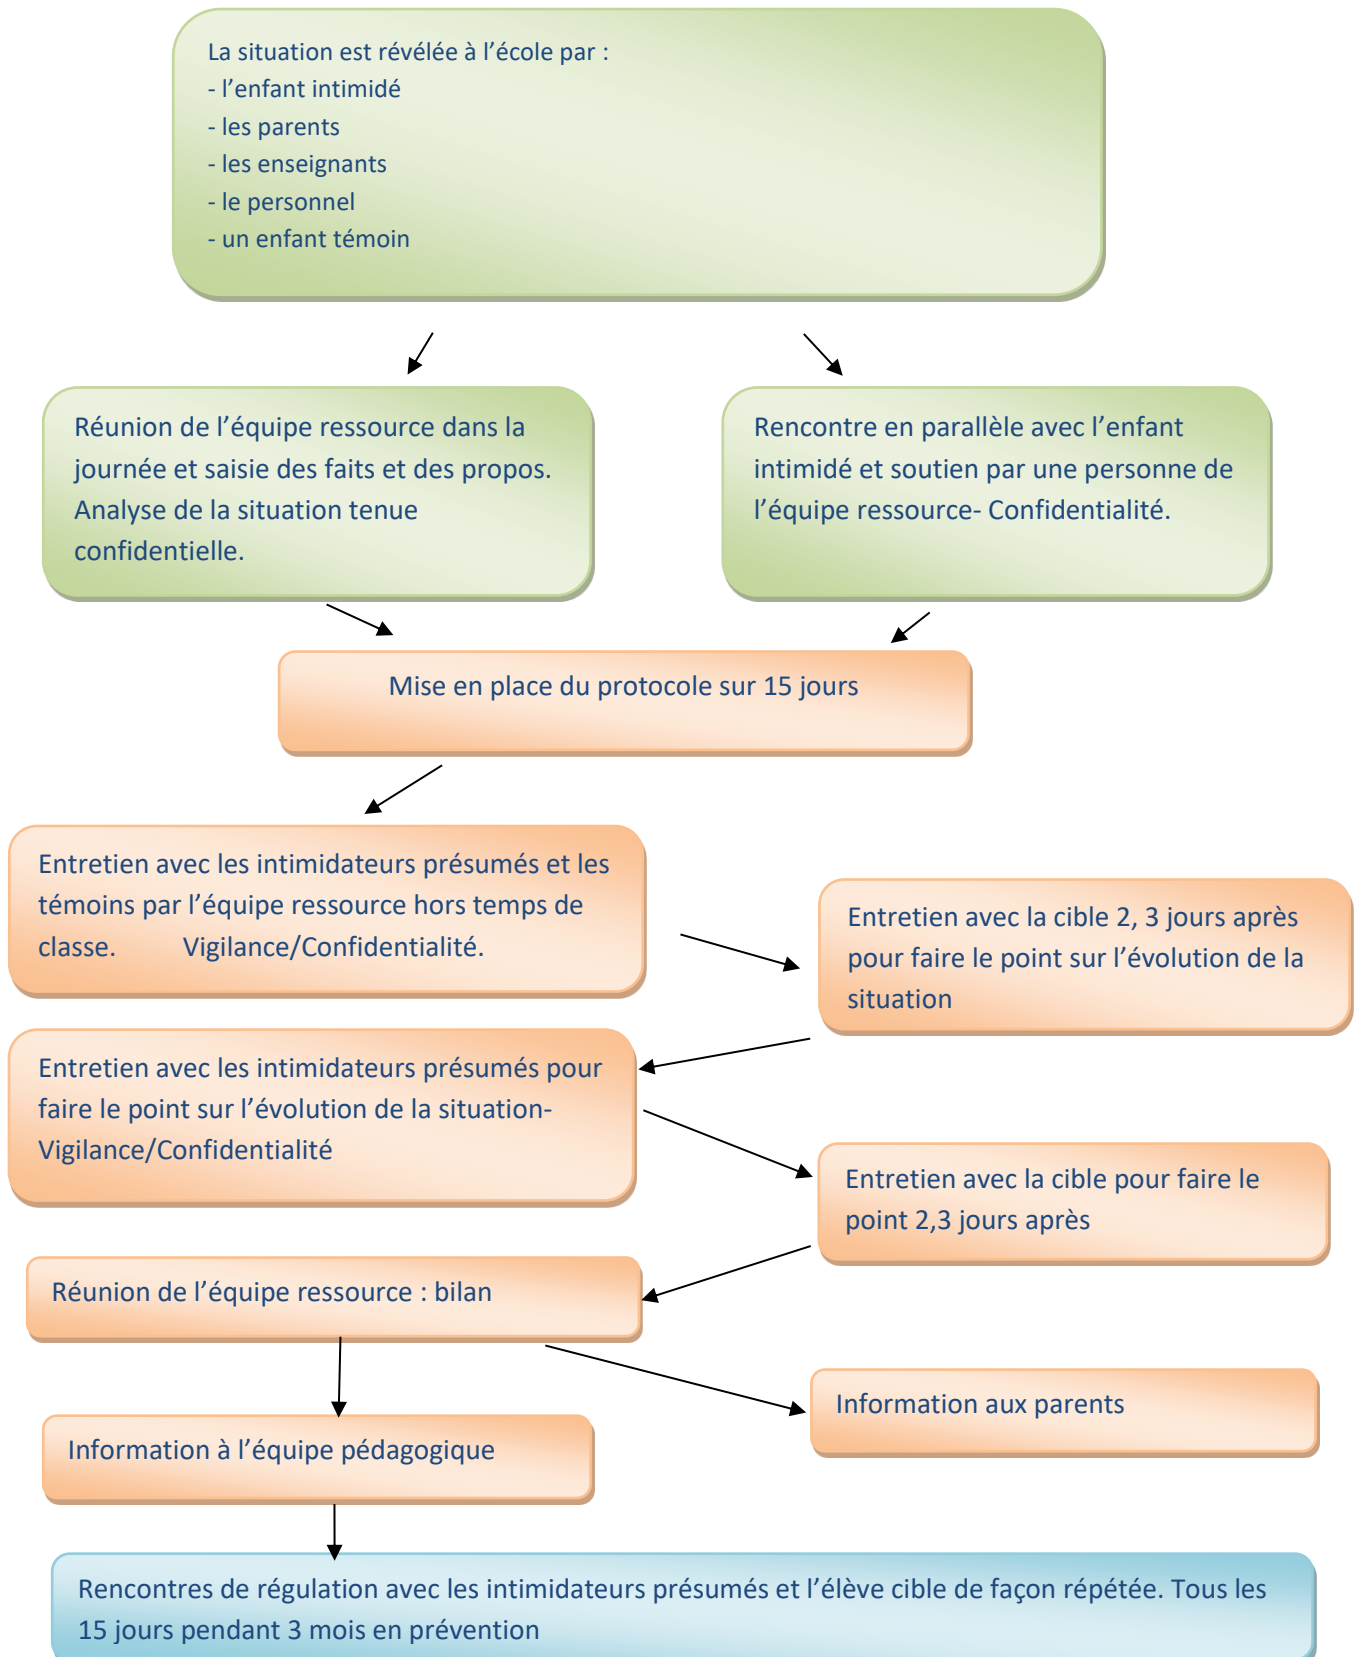 La situation est révélée à l’école par :
- l’enfant intimidé
- les parents
- les enseignants
- le personnel
- un enfant témoin
Réunion de l’équipe ressource dans la
journée et saisie des faits et des propos.
Analyse de la situation tenue
confidentielle.
Rencontre en parallèle avec l’enfant
intimidé et soutien par une personne de
l’équipe ressource- Confidentialité.
Mise en place du protocole sur 15 jours
Entretien avec les intimidateurs présumés et les
témoins par l’équipe ressource hors temps de
classe. Vigilance/Confidentialité.
Entretien avec la cible 2, 3 jours après
pour faire le point sur l’évolution de la
situation
Entretien avec les intimidateurs présumés pour
faire le point sur l’évolution de la situation-
Vigilance/Confidentialité
Entretien avec la cible pour faire le
point 2,3 jours après
Réunion de l’équipe ressource : bilan
Information aux parents
Information à l’équipe pédagogique
Rencontres de régulation avec les intimidateurs présumés et l’élève cible de façon répétée. Tous les
15 jours pendant 3 mois en prévention